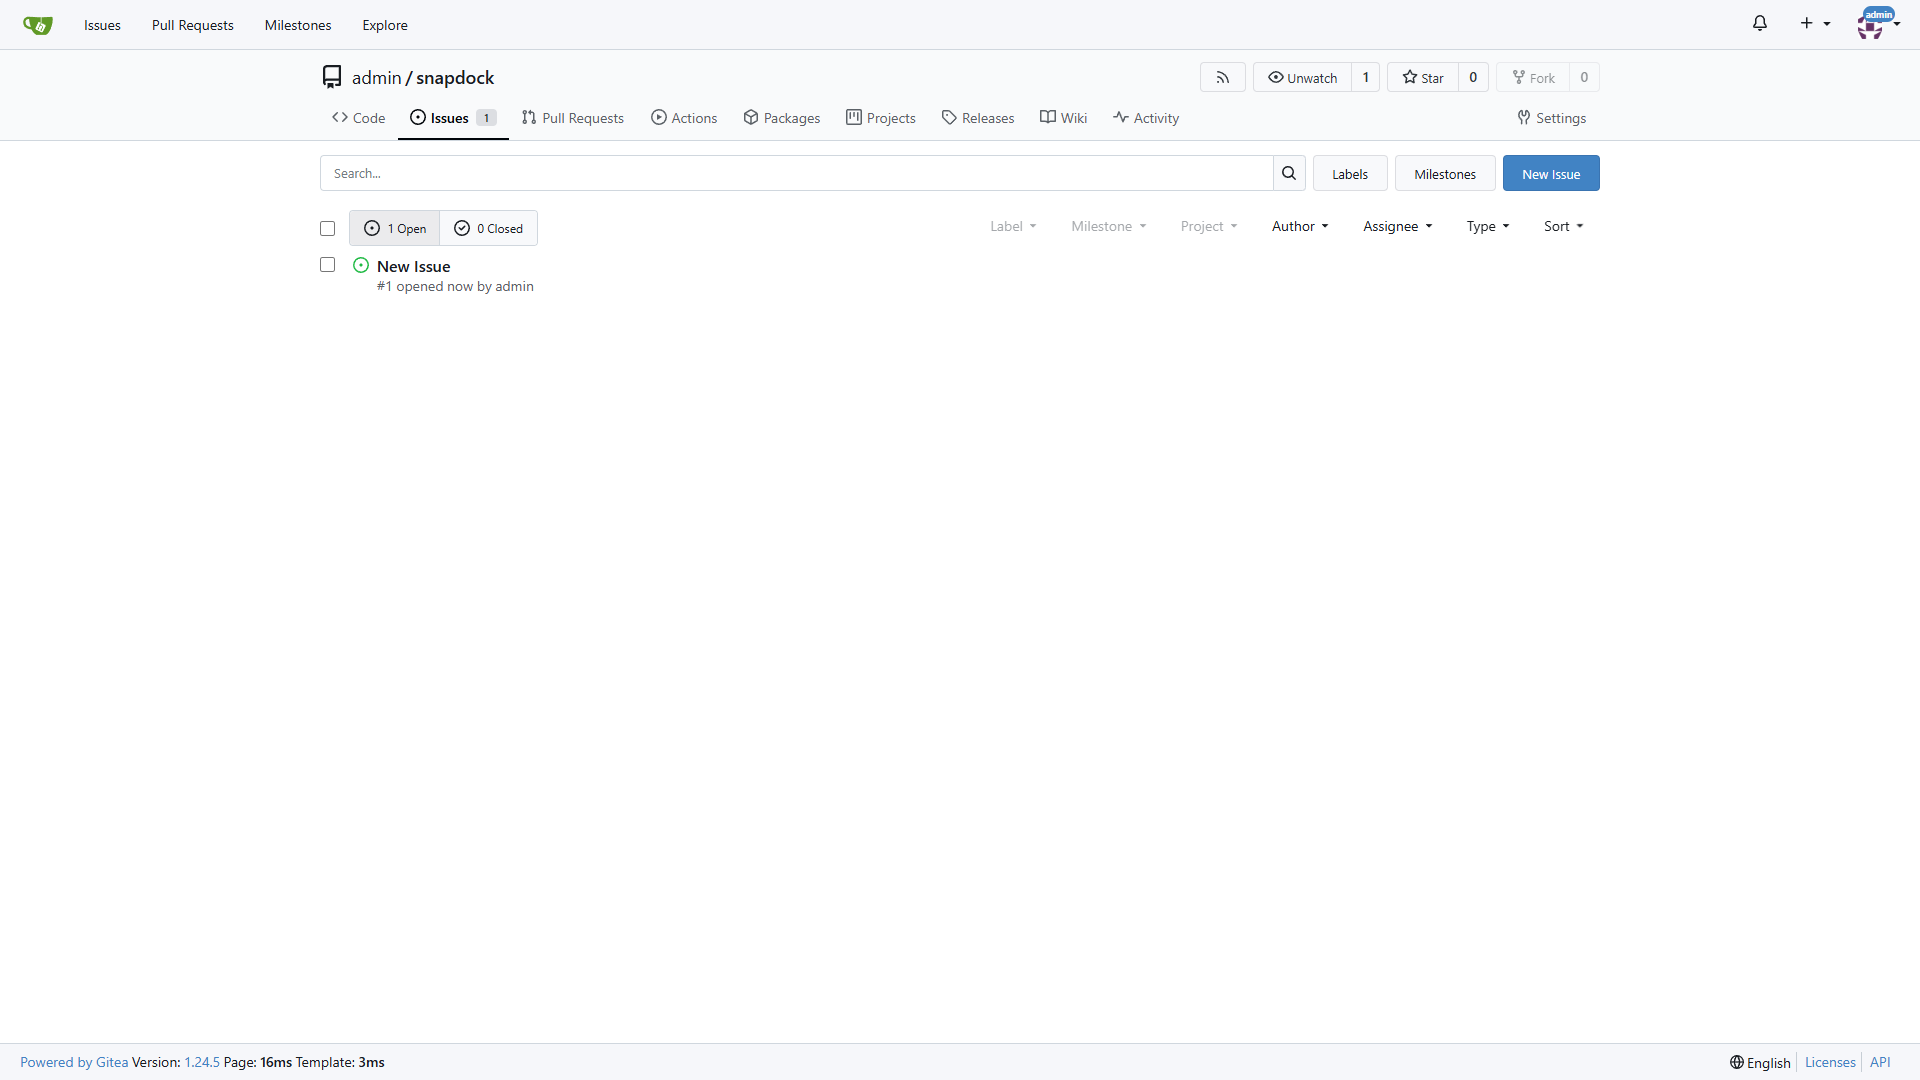 Issues Pull Requests Milestones Explore admin
admin / snapdock Unwatch 1 Star 0 Fork 0
Code Issues 1 Pull Requests Actions Packages Projects Releases Wiki Activity Settings
Search... Labels Milestones New Issue
1 Open 0 Closed Label Milestone Project Author Assignee Type Sort
New Issue
#1 opened now by admin
Powered by Gitea Version: 1.24.5 Page: 16ms Template: 3ms English Licenses API